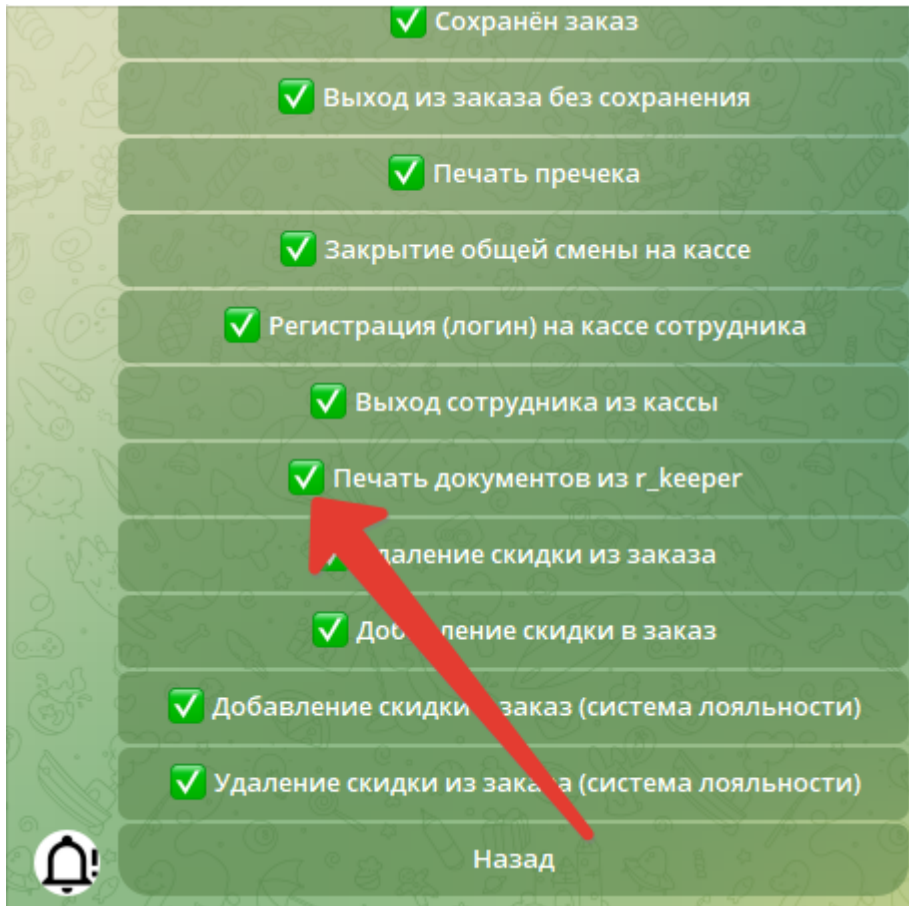 Сохранён заказ
Выход из заказа без сохранения
Печать пречека
Закрытие общей смены на кассе
Регистрация (логин) на кассе сотрудника
Выход сотрудника из кассы
Печать документов из r_keeper
скидки из заказа
скидки в заказ
Добавление скидки заказ (система лояльности)
Удаление скидки из заказа (система лояльности)
Назад